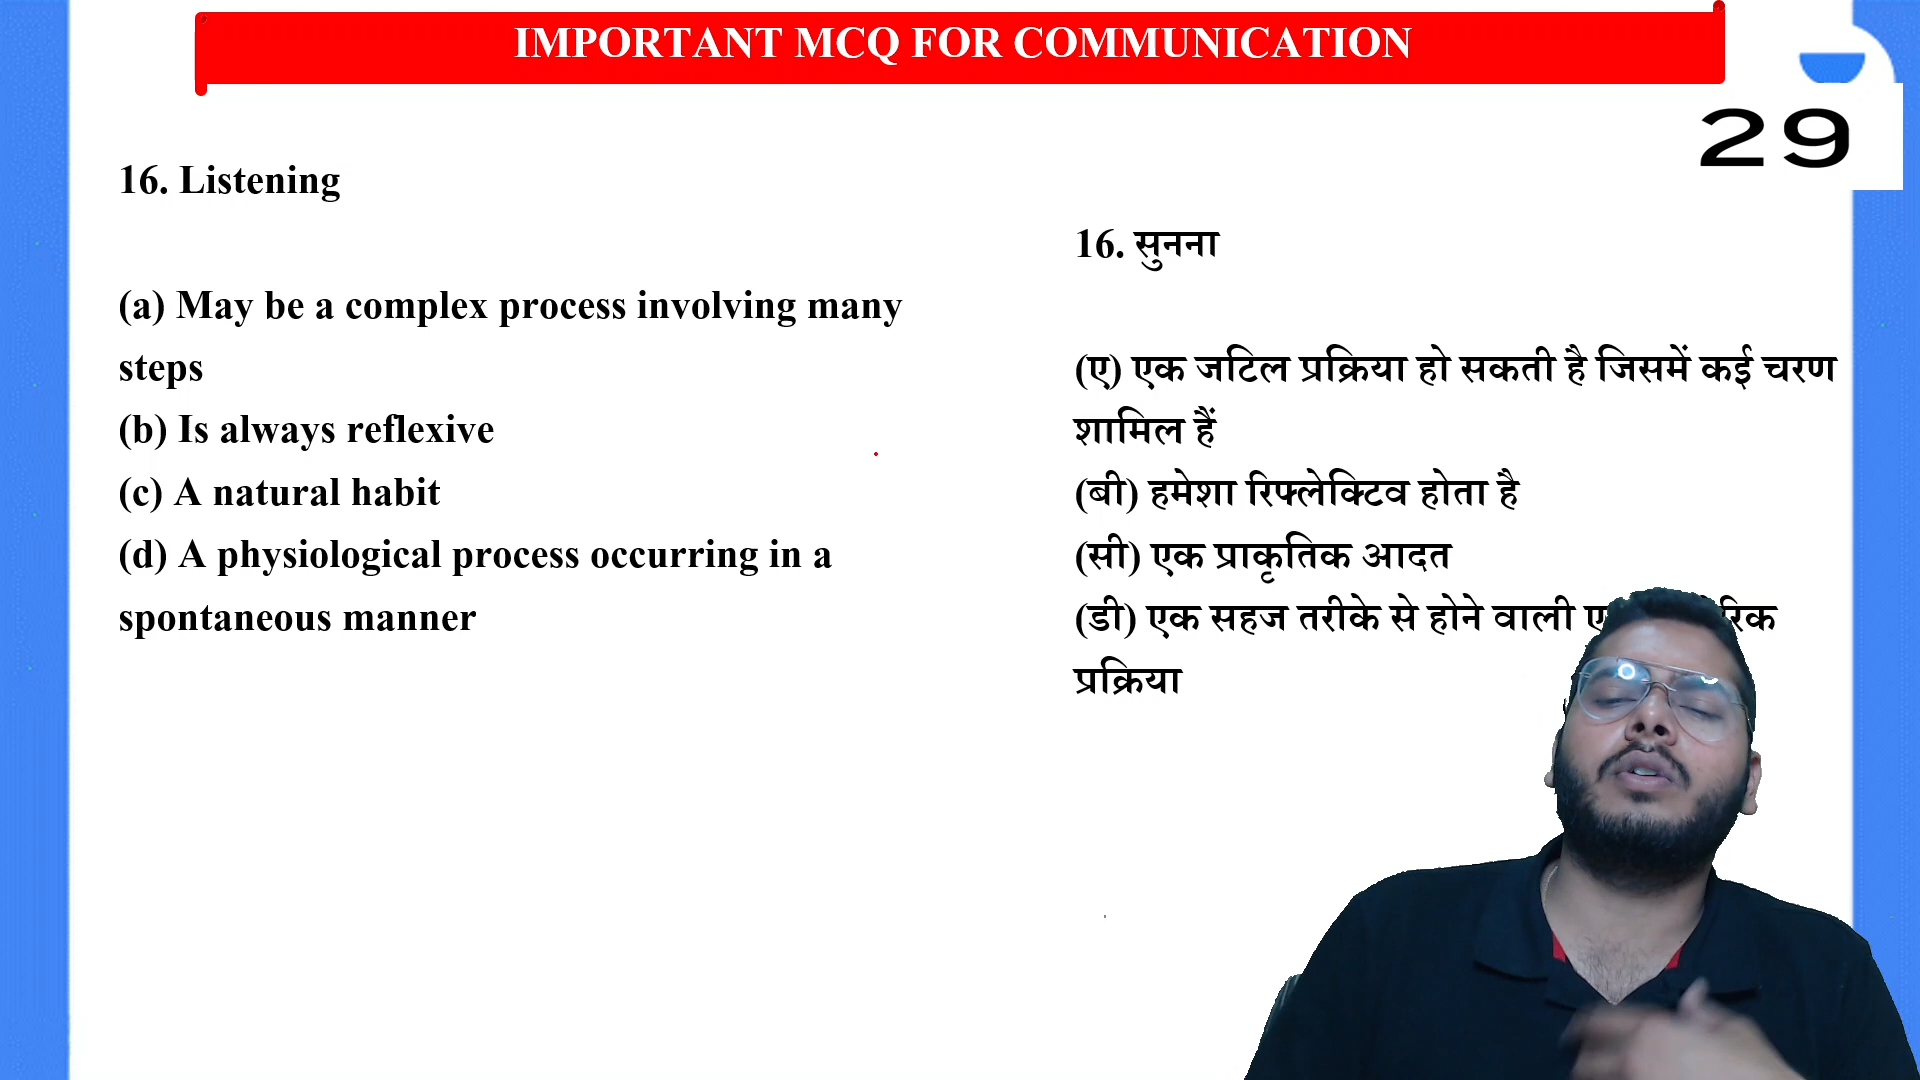 IMPORTANT MCQ FOR COMMUNICATION
29
16. Listening
(a) May be a complex process involving many
steps
(b) Is always reflexive
(c) A natural habit
(d) A physiological process occurring in a
spontaneous manner
16. सुनना
(ए) एक जटिल प्रक्रिया हो सकती है जिसमें कई चरण
शामिल हैं
(बी) हमेशा रिफ्लेक्टिव होता है
(सी) एक प्राकृतिक आदत
(डी) एक सहज तरीके से होने वाली
प्रक्रिया